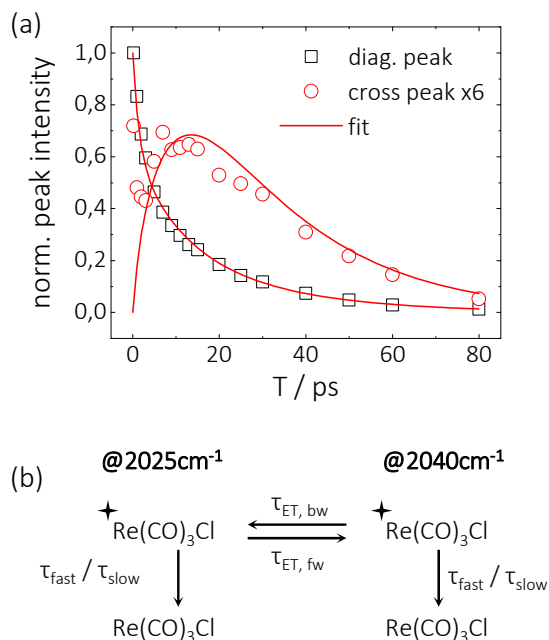 (a)
norm. peak intensity
1,0
0,8
0,6
0,4
0,2
0,0
diag. peak
cross peak x6
fit
0 20 40 60 80
T / ps
(b)
@2025cm⁻¹ @2040cm⁻¹
τET, bw
Re(CO)₃Cl Re(CO)₃Cl
τET, fw
τfast / τslow τfast / τslow
Re(CO)₃Cl Re(CO)₃Cl